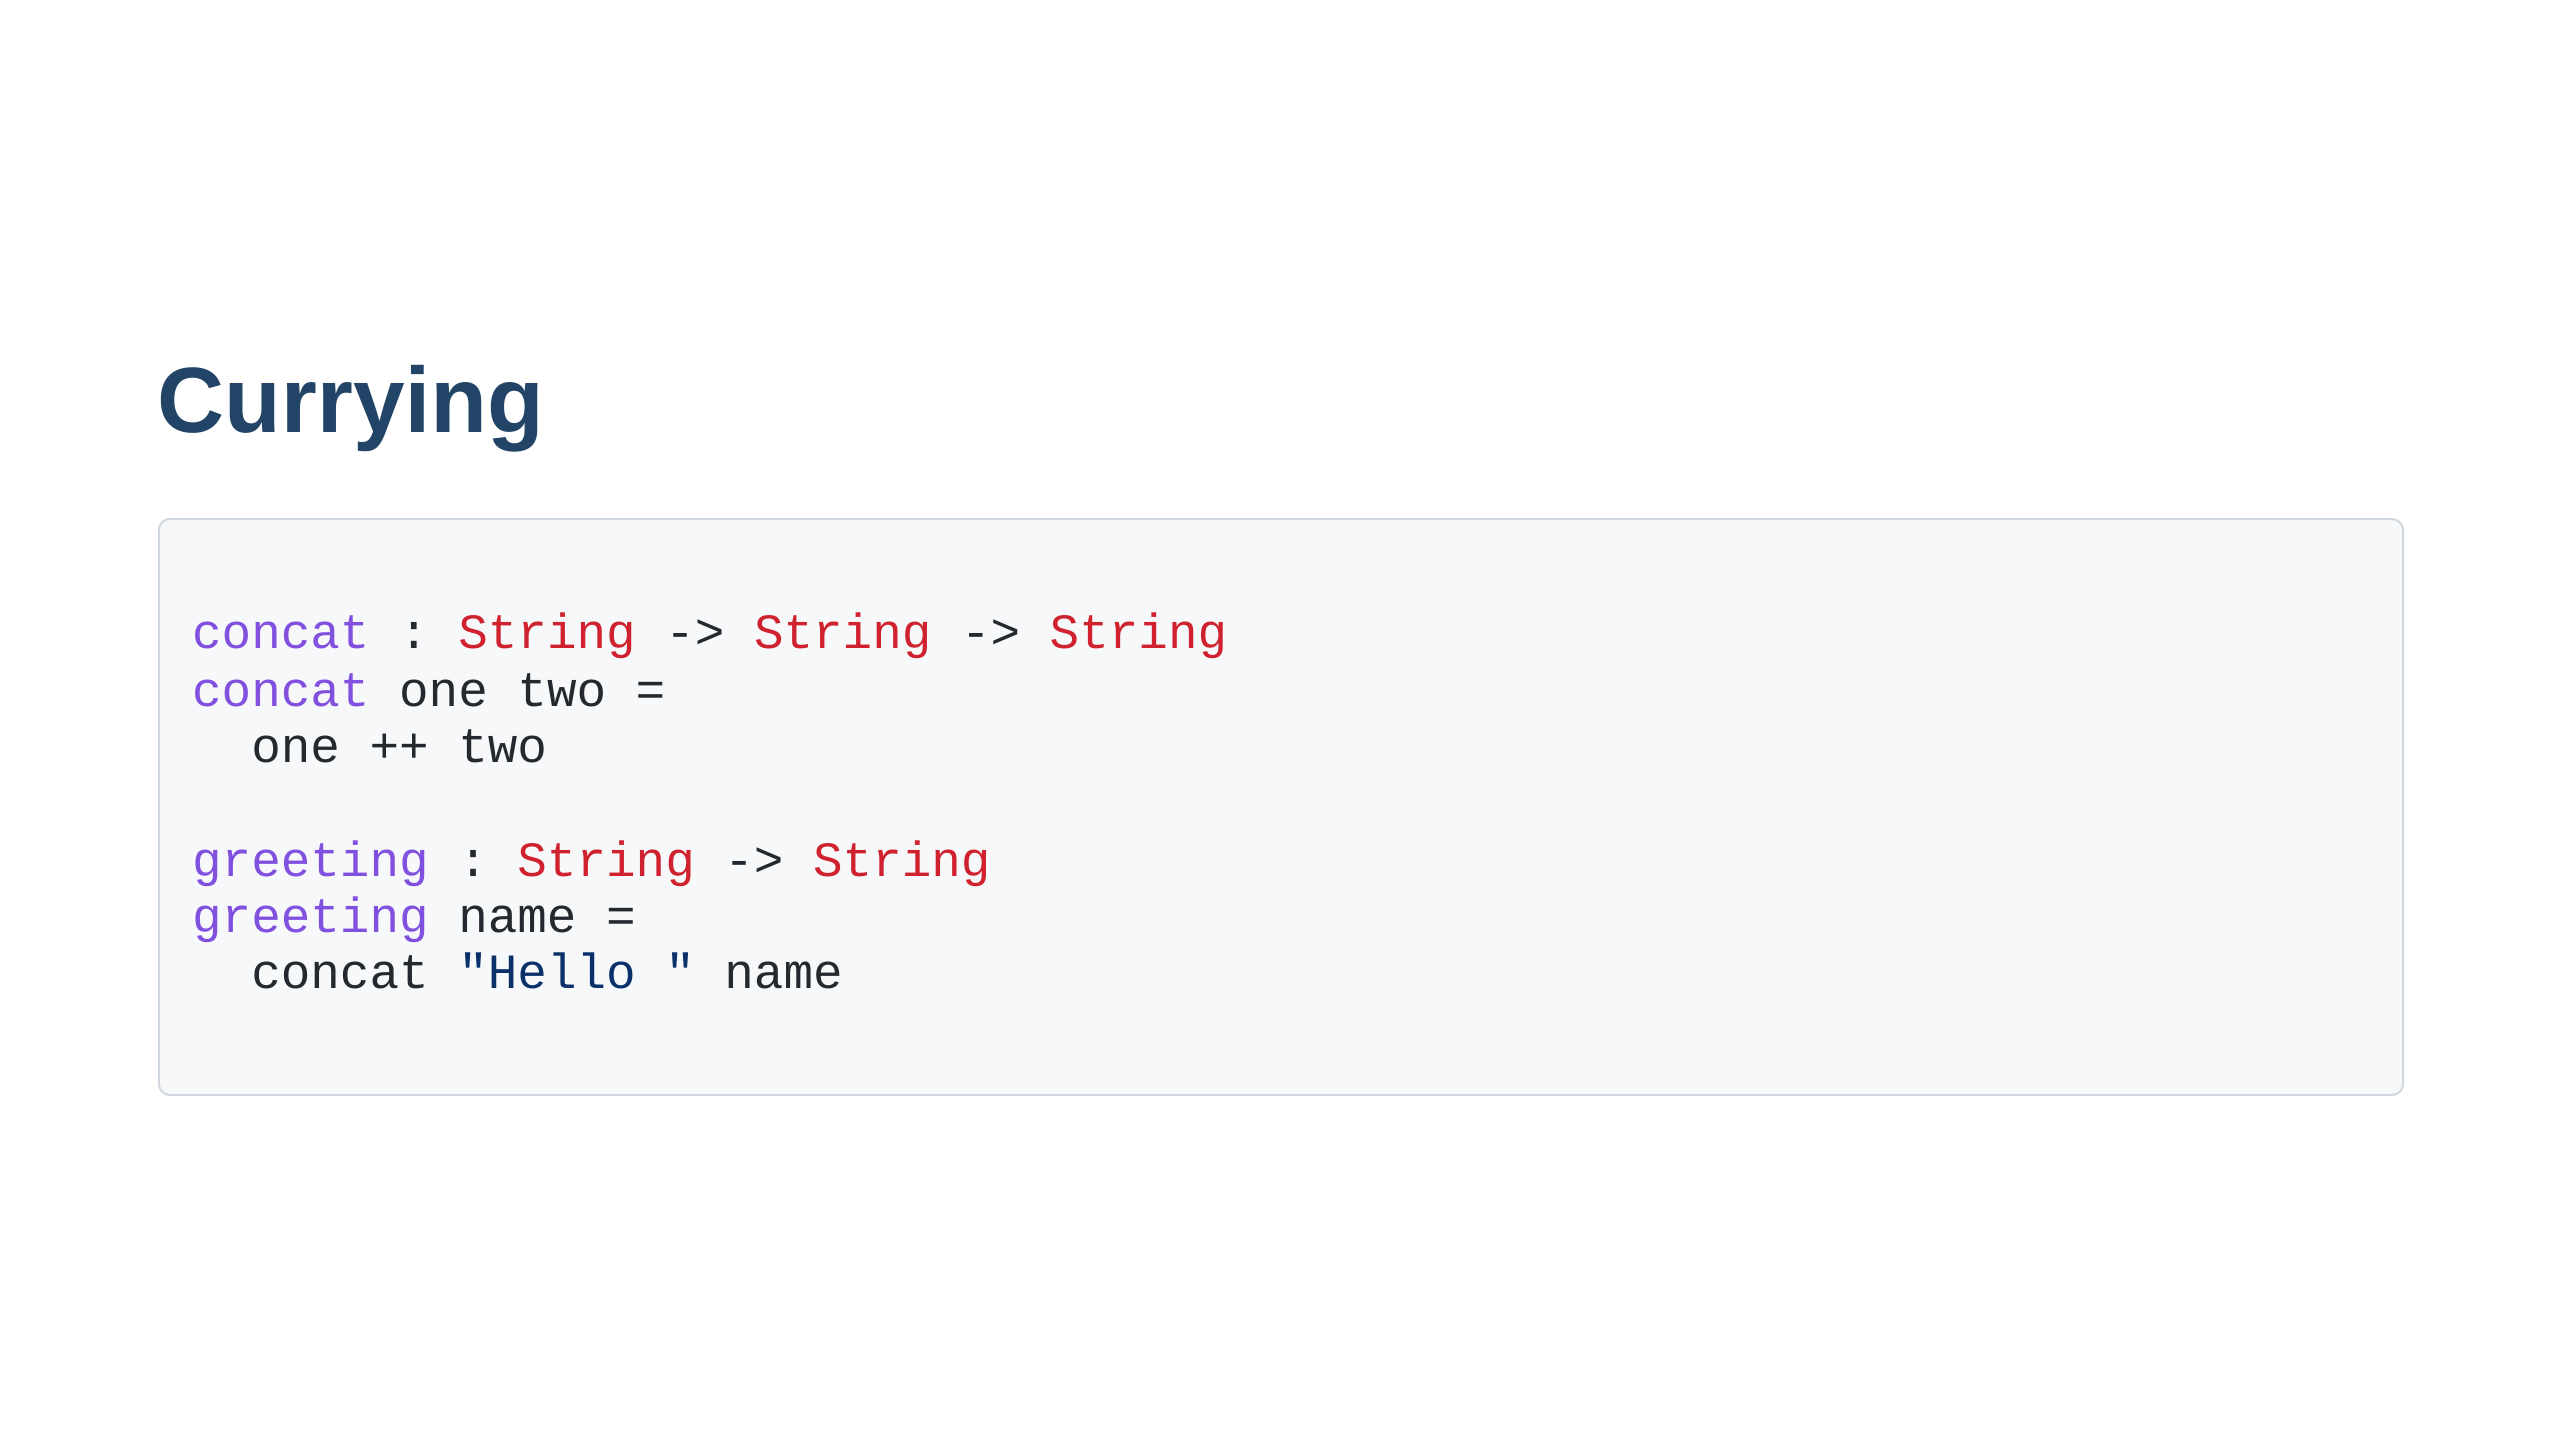 Currying
concat : String -> String -> String
concat one two =
  one ++ two
greeting : String -> String
greeting name =
  concat "Hello " name